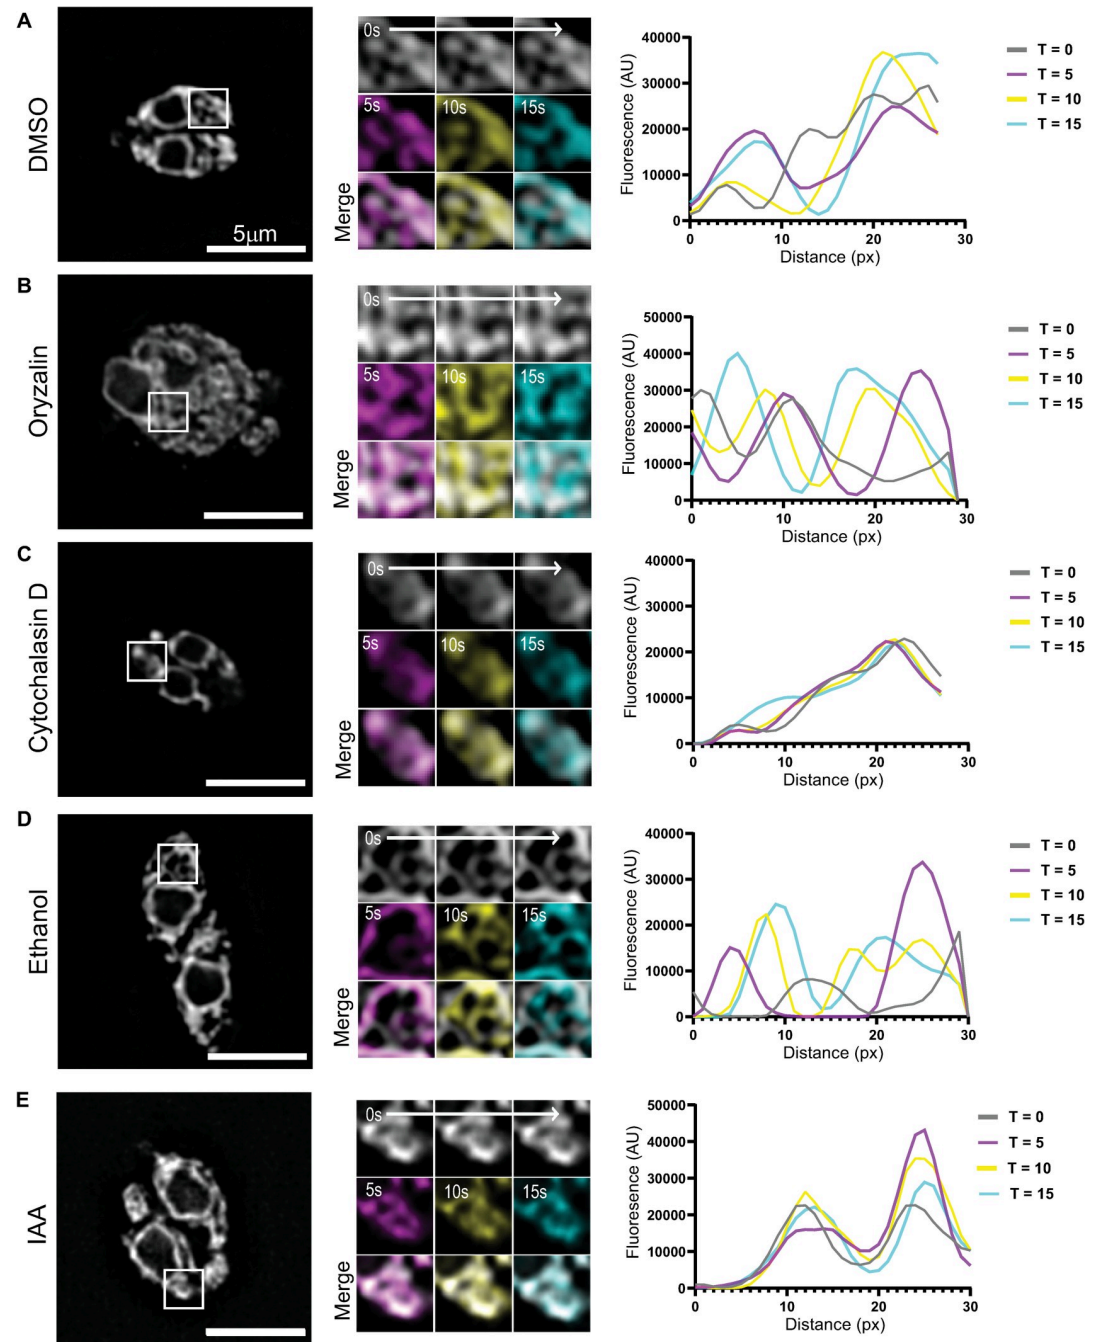 A
DMSO
5µm
0s
5s 10s 15s
Merge
Fluorescence (AU)
40000
30000
20000
10000
0
0 10 20 30
Distance (px)
T = 0
T = 5
T = 10
T = 15
B
Oryzalin
0s
5s 10s 15s
Merge
Fluorescence (AU)
50000
40000
30000
20000
10000
0
0 10 20 30
Distance (px)
T = 0
T = 5
T = 10
T = 15
C
Cytochalasin D
0s
5s 10s 15s
Merge
Fluorescence (AU)
40000
30000
20000
10000
0
0 10 20 30
Distance (px)
T = 0
T = 5
T = 10
T = 15
D
Ethanol
0s
5s 10s 15s
Merge
Fluorescence (AU)
40000
30000
20000
10000
0
0 10 20 30
Distance (px)
T = 0
T = 5
T = 10
T = 15
E
IAA
0s
5s 10s 15s
Merge
Fluorescence (AU)
50000
40000
30000
20000
10000
0
0 10 20 30
Distance (px)
T = 0
T = 5
T = 10
T = 15